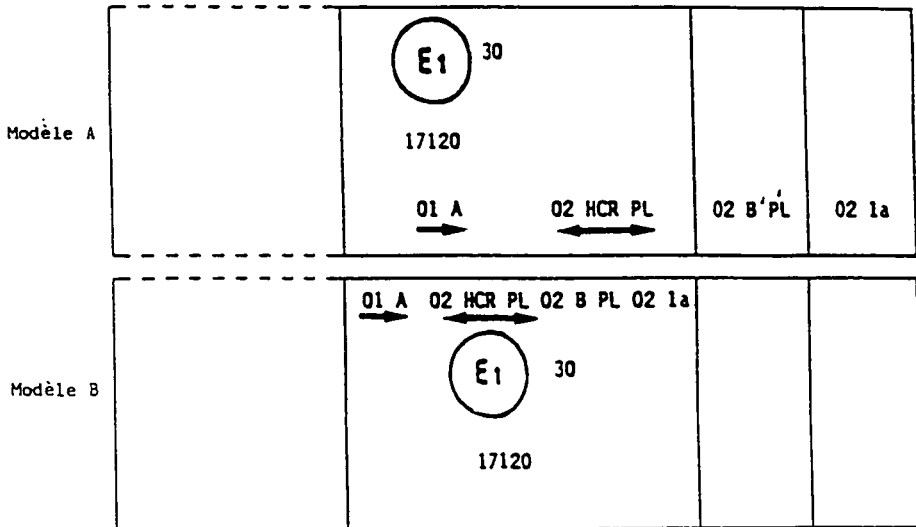 E1 30
Modèle A
17120
01 A 02 HCR PL 02 B'PL 02 1a
01 A 02 HCR PL 02 B PL 02 1a
E1 30
Modèle B
17120